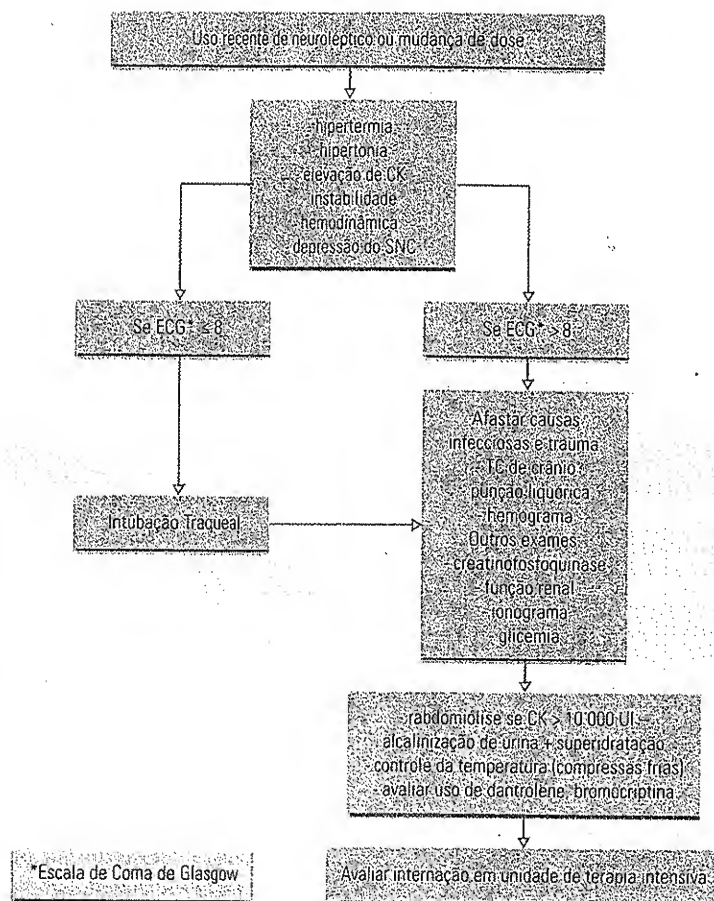 Uso recente de neuroléptico ou mudança de dose
-hipertermia
-hipertonia
-elevação de CK
instabilidade
hemodinâmica
-depressão do SNC
Se ECG* ≤ 8
Se ECG* > 8
Intubação Traqueal
Afastar causas
infecciosas e trauma
-TC de crânio
-punção liquórica
-hemograma
Outros exames
-creatinofosfoquinase
função renal
-ionograma
-glicemia
-rabdomiólise se CK > 10.000 UI
alcalinização de urina + superidratação
-controle da temperatura (compressas frias)
-avaliar uso de dantrolene, bromocriptina
Avaliar internação em unidade de terapia intensiva
*Escala de Coma de Glasgow